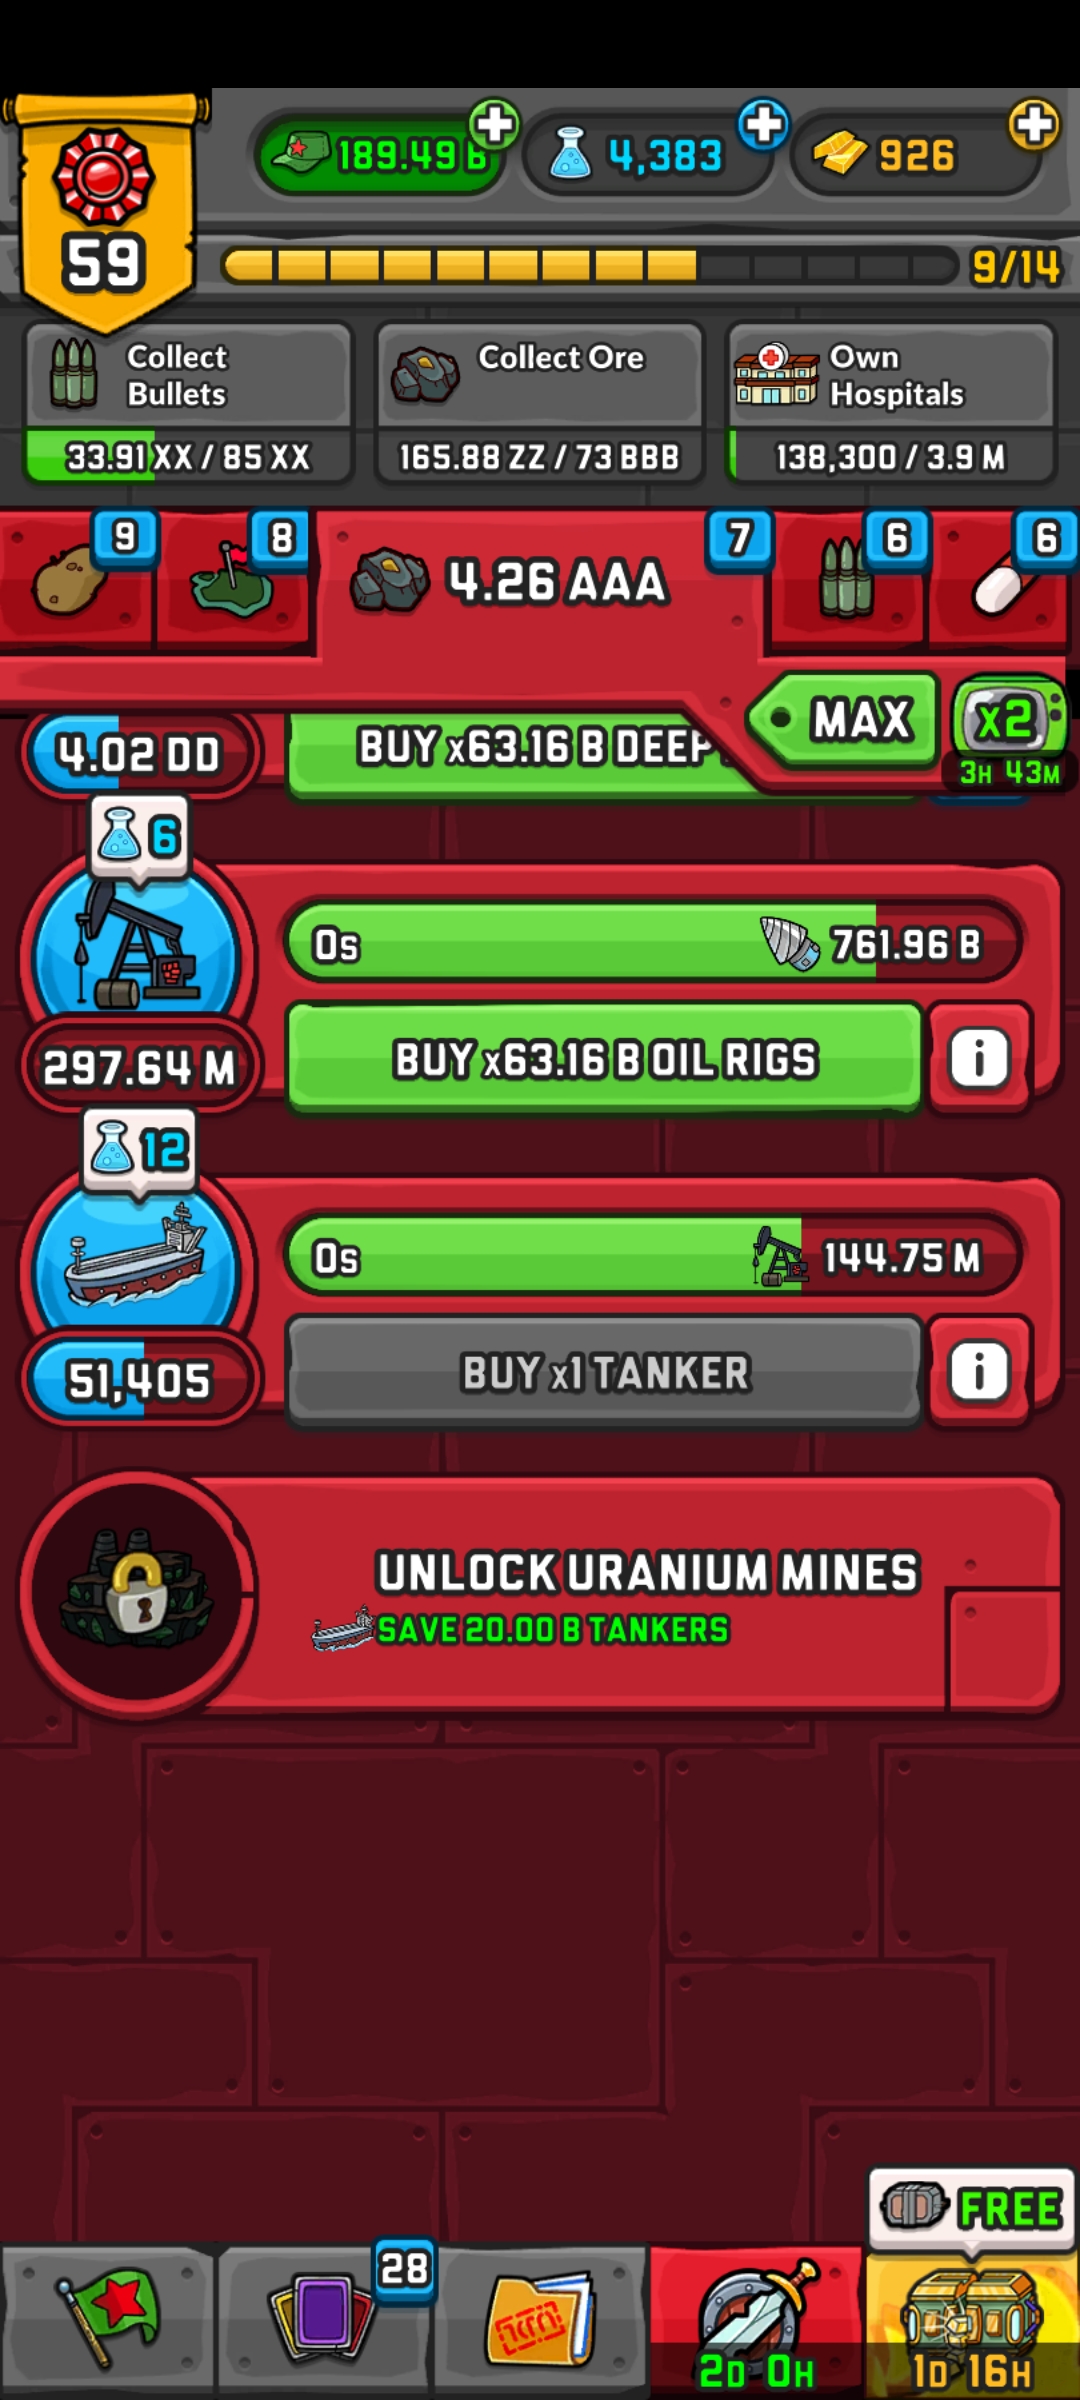 189.49 B
4,383
926
59
9/14
Collect
Bullets
33.91 XX / 85 XX
Collect Ore
165.88 ZZ / 73 BBB
Own
Hospitals
138,300 / 3.9 M
9
8
4.26 AAA
7
6
6
MAX
x2
3H 43M
4.02 DD
BUY x63.16 B DEEP
6
0s
761.96 B
297.64 M
BUY x63.16 B OIL RIGS
i
12
0s
144.75 M
51,405
BUY x1 TANKER
i
UNLOCK URANIUM MINES
SAVE 20.00 B TANKERS
FREE
28
2D 0H
1D 16H